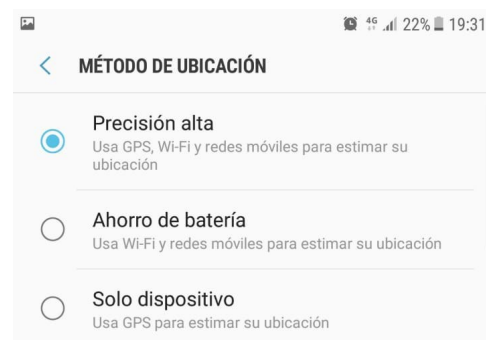 4G 22% 19:31
MÉTODO DE UBICACIÓN
Precisión alta
Usa GPS, Wi-Fi y redes móviles para estimar su
ubicación
Ahorro de batería
Usa Wi-Fi y redes móviles para estimar su ubicación
Solo dispositivo
Usa GPS para estimar su ubicación